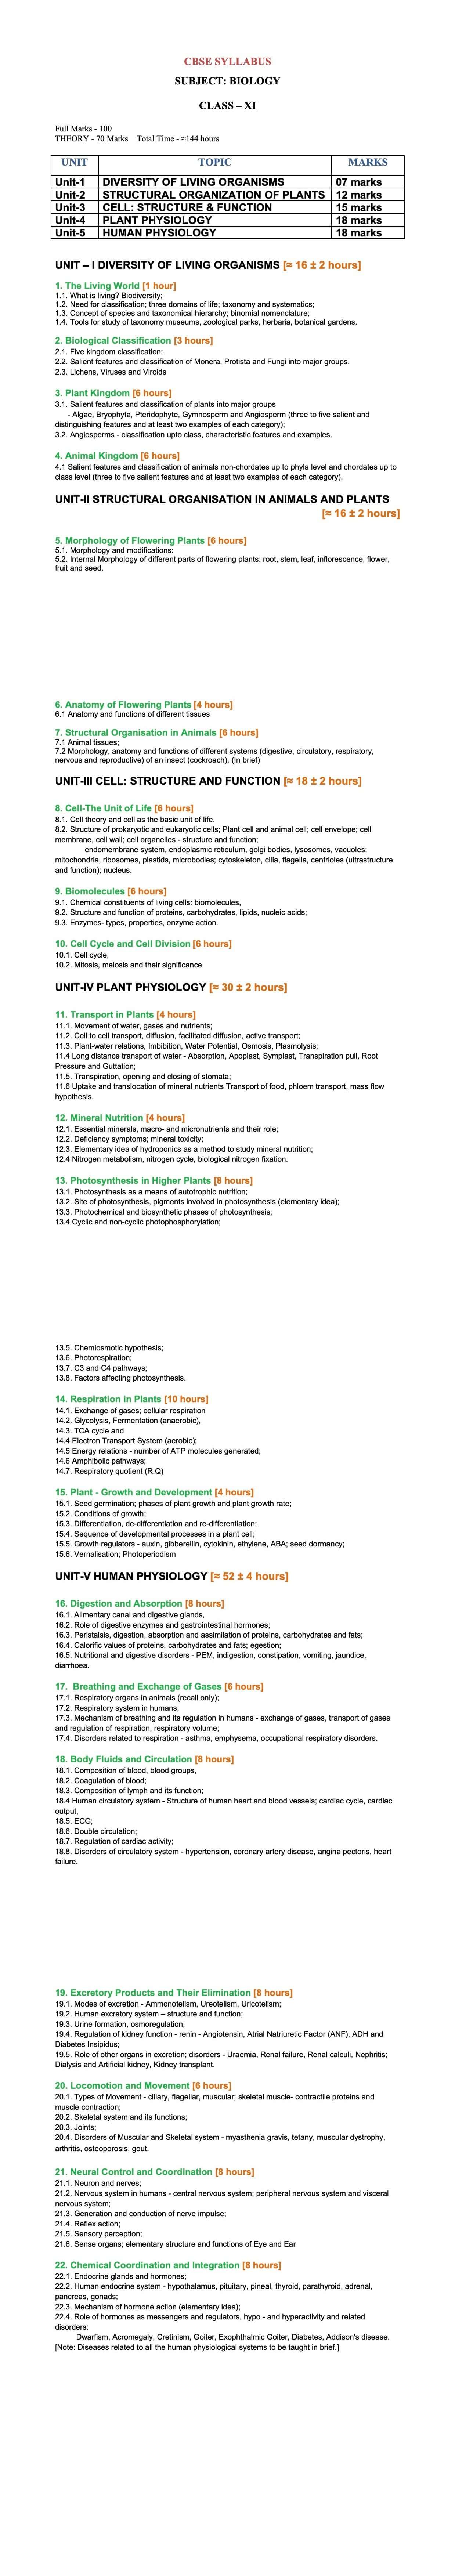 CBSE SYLLABUS
SUBJECT: BIOLOGY
CLASS – XI
Full Marks - 100
THEORY - 70 Marks Total Time - ≈144 hours
UNIT TOPIC MARKS
Unit-1 DIVERSITY OF LIVING ORGANISMS 07 marks
Unit-2 STRUCTURAL ORGANIZATION OF PLANTS 12 marks
Unit-3 CELL: STRUCTURE & FUNCTION 15 marks
Unit-4 PLANT PHYSIOLOGY 18 marks
Unit-5 HUMAN PHYSIOLOGY 18 marks
UNIT – I DIVERSITY OF LIVING ORGANISMS [≈ 16 ± 2 hours]
1. The Living World [1 hour]
1.1. What is living? Biodiversity;
1.2. Need for classification; three domains of life; taxonomy and systematics;
1.3. Concept of species and taxonomical hierarchy; binomial nomenclature;
1.4. Tools for study of taxonomy museums, zoological parks, herbaria, botanical gardens.
2. Biological Classification [3 hours]
2.1. Five kingdom classification;
2.2. Salient features and classification of Monera, Protista and Fungi into major groups.
2.3. Lichens, Viruses and Viroids
3. Plant Kingdom [6 hours]
3.1. Salient features and classification of plants into major groups
- Algae, Bryophyta, Pteridophyte, Gymnosperm and Angiosperm (three to five salient and
distinguishing features and at least two examples of each category);
3.2. Angiosperms - classification upto class, characteristic features and examples.
4. Animal Kingdom [6 hours]
4.1 Salient features and classification of animals non-chordates up to phyla level and chordates up to
class level (three to five salient features and at least two examples of each category).
UNIT-II STRUCTURAL ORGANISATION IN ANIMALS AND PLANTS
[≈ 16 ± 2 hours]
5. Morphology of Flowering Plants [6 hours]
5.1. Morphology and modifications:
5.2. Internal Morphology of different parts of flowering plants: root, stem, leaf, inflorescence, flower,
fruit and seed.
6. Anatomy of Flowering Plants [4 hours]
6.1 Anatomy and functions of different tissues
7. Structural Organisation in Animals [6 hours]
7.1 Animal tissues;
7.2 Morphology, anatomy and functions of different systems (digestive, circulatory, respiratory,
nervous and reproductive) of an insect (cockroach). (In brief)
UNIT-III CELL: STRUCTURE AND FUNCTION [≈ 18 ± 2 hours]
8. Cell-The Unit of Life [6 hours]
8.1. Cell theory and cell as the basic unit of life.
8.2. Structure of prokaryotic and eukaryotic cells; Plant cell and animal cell; cell envelope; cell
membrane, cell wall; cell organelles - structure and function;
endomembrane system, endoplasmic reticulum, golgi bodies, lysosomes, vacuoles;
mitochondria, ribosomes, plastids, microbodies; cytoskeleton, cilia, flagella, centrioles (ultrastructure
and function); nucleus.
9. Biomolecules [6 hours]
9.1. Chemical constituents of living cells: biomolecules,
9.2. Structure and function of proteins, carbohydrates, lipids, nucleic acids;
9.3. Enzymes- types, properties, enzyme action.
10. Cell Cycle and Cell Division [6 hours]
10.1. Cell cycle,
10.2. Mitosis, meiosis and their significance
UNIT-IV PLANT PHYSIOLOGY [≈ 30 ± 2 hours]
11. Transport in Plants [4 hours]
11.1. Movement of water, gases and nutrients;
11.2. Cell to cell transport, diffusion, facilitated diffusion, active transport;
11.3. Plant-water relations, Imbibition, Water Potential, Osmosis, Plasmolysis;
11.4 Long distance transport of water - Absorption, Apoplast, Symplast, Transpiration pull, Root
Pressure and Guttation;
11.5. Transpiration, opening and closing of stomata;
11.6 Uptake and translocation of mineral nutrients Transport of food, phloem transport, mass flow
hypothesis.
12. Mineral Nutrition [4 hours]
12.1. Essential minerals, macro- and micronutrients and their role;
12.2. Deficiency symptoms; mineral toxicity;
12.3. Elementary idea of hydroponics as a method to study mineral nutrition;
12.4 Nitrogen metabolism, nitrogen cycle, biological nitrogen fixation.
13. Photosynthesis in Higher Plants [8 hours]
13.1. Photosynthesis as a means of autotrophic nutrition;
13.2. Site of photosynthesis, pigments involved in photosynthesis (elementary idea);
13.3. Photochemical and biosynthetic phases of photosynthesis;
13.4 Cyclic and non-cyclic photophosphorylation;
13.5. Chemiosmotic hypothesis;
13.6. Photorespiration;
13.7. C3 and C4 pathways;
13.8. Factors affecting photosynthesis.
14. Respiration in Plants [10 hours]
14.1. Exchange of gases; cellular respiration
14.2. Glycolysis, Fermentation (anaerobic),
14.3. TCA cycle and
14.4 Electron Transport System (aerobic);
14.5 Energy relations - number of ATP molecules generated;
14.6 Amphibolic pathways;
14.7. Respiratory quotient (R.Q)
15. Plant - Growth and Development [4 hours]
15.1. Seed germination; phases of plant growth and plant growth rate;
15.2. Conditions of growth;
15.3. Differentiation, de-differentiation and re-differentiation;
15.4. Sequence of developmental processes in a plant cell;
15.5. Growth regulators - auxin, gibberellin, cytokinin, ethylene, ABA; seed dormancy;
15.6. Vernalisation; Photoperiodism
UNIT-V HUMAN PHYSIOLOGY [≈ 52 ± 4 hours]
16. Digestion and Absorption [8 hours]
16.1. Alimentary canal and digestive glands,
16.2. Role of digestive enzymes and gastrointestinal hormones;
16.3. Peristalsis, digestion, absorption and assimilation of proteins, carbohydrates and fats;
16.4. Calorific values of proteins, carbohydrates and fats; egestion;
16.5. Nutritional and digestive disorders - PEM, indigestion, constipation, vomiting, jaundice,
diarrhoea.
17. Breathing and Exchange of Gases [6 hours]
17.1. Respiratory organs in animals (recall only);
17.2. Respiratory system in humans;
17.3. Mechanism of breathing and its regulation in humans - exchange of gases, transport of gases
and regulation of respiration, respiratory volume;
17.4. Disorders related to respiration - asthma, emphysema, occupational respiratory disorders.
18. Body Fluids and Circulation [8 hours]
18.1. Composition of blood, blood groups,
18.2. Coagulation of blood;
18.3. Composition of lymph and its function;
18.4 Human circulatory system - Structure of human heart and blood vessels; cardiac cycle, cardiac
output,
18.5. ECG;
18.6. Double circulation;
18.7. Regulation of cardiac activity;
18.8. Disorders of circulatory system - hypertension, coronary artery disease, angina pectoris, heart
failure.
19. Excretory Products and Their Elimination [8 hours]
19.1. Modes of excretion - Ammonotelism, Ureotelism, Uricotelism;
19.2. Human excretory system – structure and function;
19.3. Urine formation, osmoregulation;
19.4. Regulation of kidney function - renin - Angiotensin, Atrial Natriuretic Factor (ANF), ADH and
Diabetes Insipidus;
19.5. Role of other organs in excretion; disorders - Uraemia, Renal failure, Renal calculi, Nephritis;
Dialysis and Artificial kidney, Kidney transplant.
20. Locomotion and Movement [6 hours]
20.1. Types of Movement - ciliary, flagellar, muscular; skeletal muscle- contractile proteins and
muscle contraction;
20.2. Skeletal system and its functions;
20.3. Joints;
20.4. Disorders of Muscular and Skeletal system - myasthenia gravis, tetany, muscular dystrophy,
arthritis, osteoporosis, gout.
21. Neural Control and Coordination [8 hours]
21.1. Neuron and nerves;
21.2. Nervous system in humans - central nervous system; peripheral nervous system and visceral
nervous system;
21.3. Generation and conduction of nerve impulse;
21.4. Reflex action;
21.5. Sensory perception;
21.6. Sense organs; elementary structure and functions of Eye and Ear
22. Chemical Coordination and Integration [8 hours]
22.1. Endocrine glands and hormones;
22.2. Human endocrine system - hypothalamus, pituitary, pineal, thyroid, parathyroid, adrenal,
pancreas, gonads;
22.3. Mechanism of hormone action (elementary idea);
22.4. Role of hormones as messengers and regulators, hypo - and hyperactivity and related
disorders:
Dwarfism, Acromegaly, Cretinism, Goiter, Exophthalmic Goiter, Diabetes, Addison's disease.
[Note: Diseases related to all the human physiological systems to be taught in brief.]